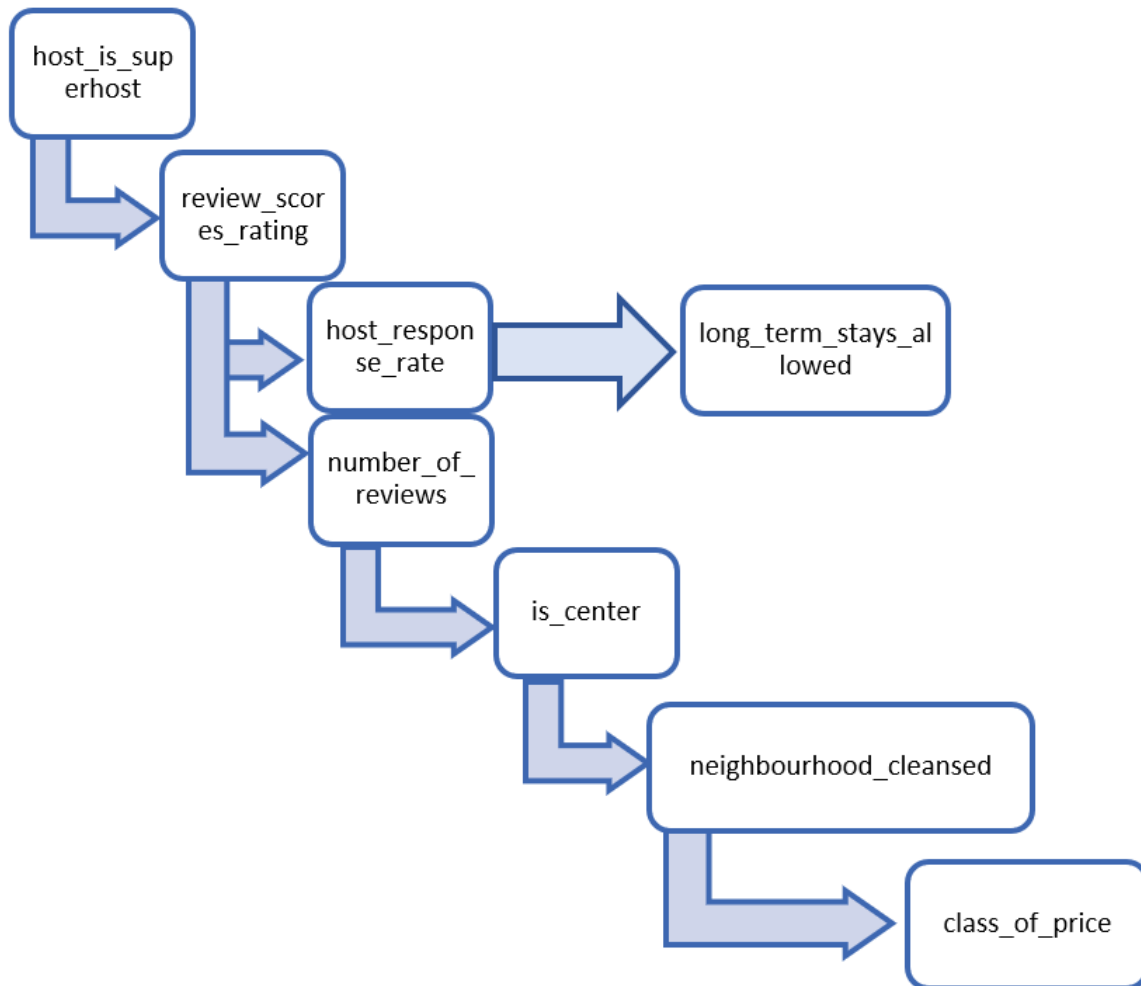 host_is_sup
erhost
review_scor
es_rating
host_respon
se_rate
long_term_stays_al
lowed
number_of_
reviews
is_center
neighbourhood_cleansed
class_of_price